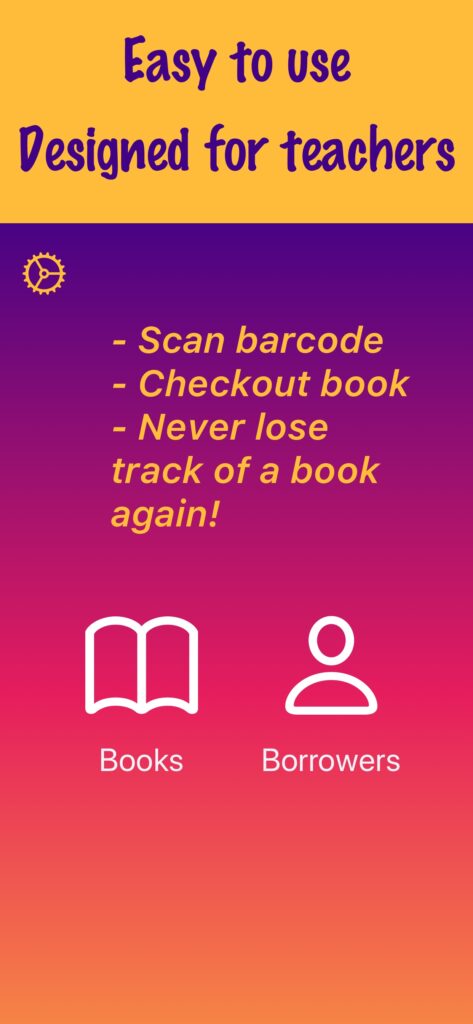 Easy to use
Designed for teachers
- Scan barcode
- Checkout book
- Never lose
track of a book
again!
Books
Borrowers